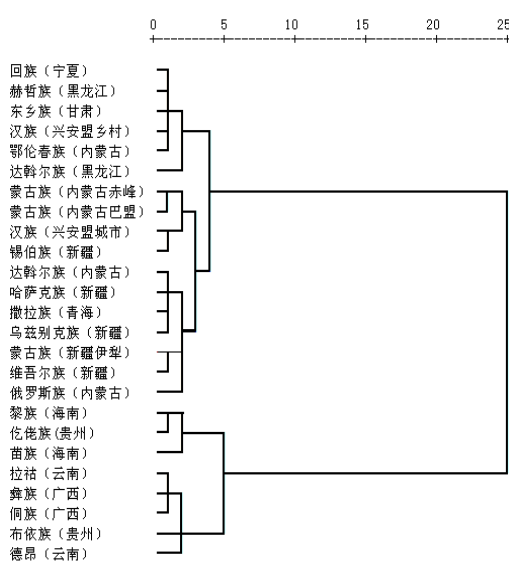 0 5 10 15 20 25
回族（宁夏）
赫哲族（黑龙江）
东乡族（甘肃）
汉族（兴安盟乡村）
鄂伦春族（内蒙古）
达斡尔族（黑龙江）
蒙古族（内蒙古赤峰）
蒙古族（内蒙古巴盟）
汉族（兴安盟城市）
锡伯族（新疆）
达斡尔族（内蒙古）
哈萨克族（新疆）
撒拉族（青海）
乌兹别克族（新疆）
蒙古族（新疆伊犁）
维吾尔族（新疆）
俄罗斯族（内蒙古）
黎族（海南）
仡佬族(贵州）
苗族（海南）
拉祜（云南）
彝族（广西）
侗族（广西）
布依族（贵州）
德昂（云南）